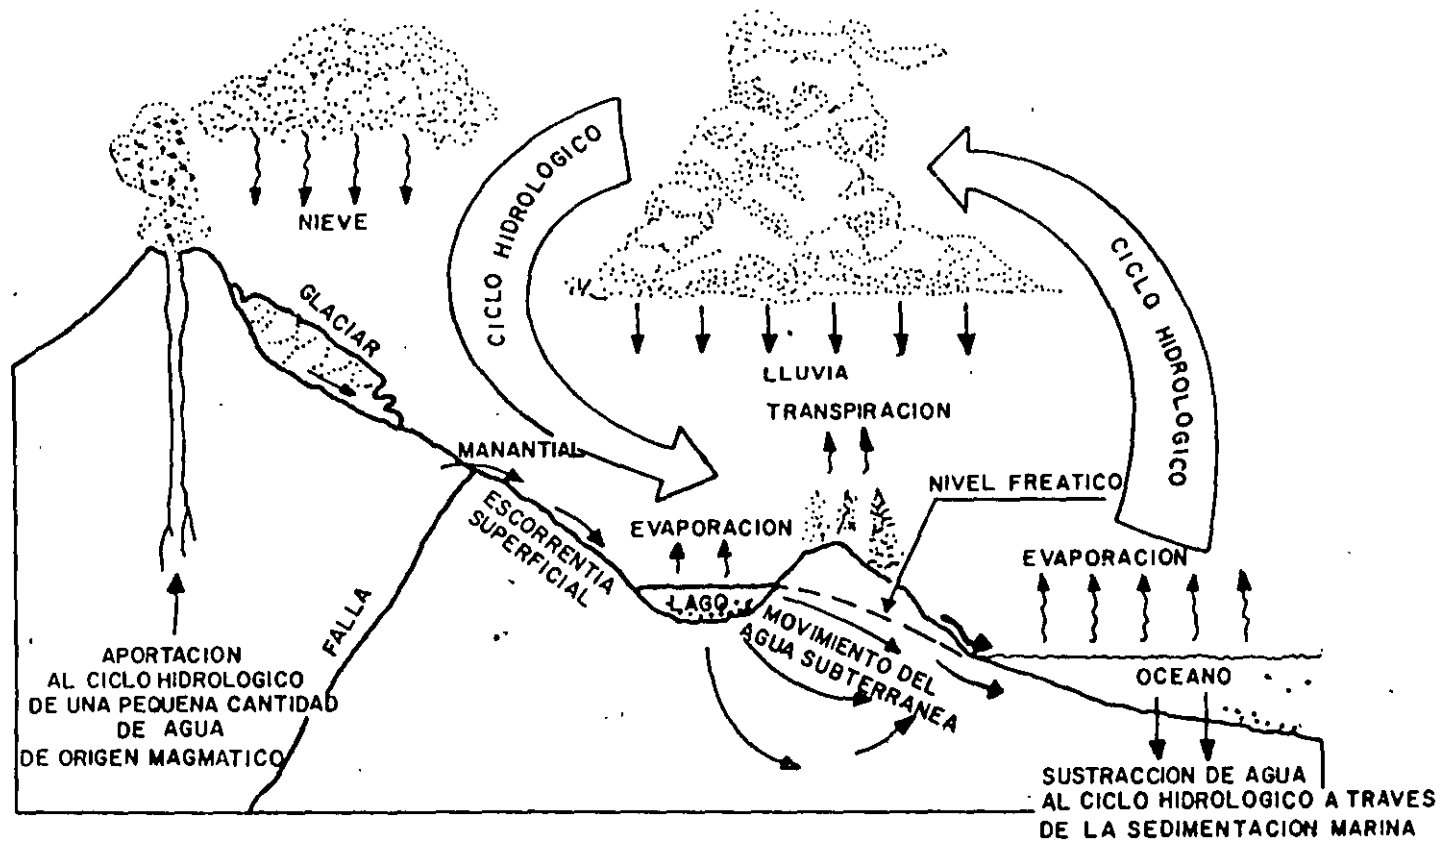 NIEVE
GLACIAR
CICLO HIDROLOGICO
CICLO HIDROLOGICO
LLUVIA
TRANSPIRACION
MANANTIAL
NIVEL FREATICO
ESCORRENTIA
SUPERFICIAL
EVAPORACION
EVAPORACION
LAGO
FALLA
MOVIMIENTO DEL
AGUA SUBTERRANEA
OCEANO
APORTACION
AL CICLO HIDROLOGICO
DE UNA PEQUENA CANTIDAD
DE AGUA
DE ORIGEN MAGMATICO
SUSTRACCION DE AGUA
AL CICLO HIDROLOGICO A TRAVES
DE LA SEDIMENTACION MARINA